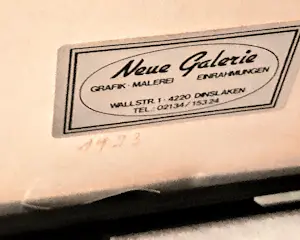 Neue Galerie
GRAFIK · MALEREI EINRAHMUNGEN
WALLSTR. 1 · 4220 DINSLAKEN
TEL.: 02134 / 153 24